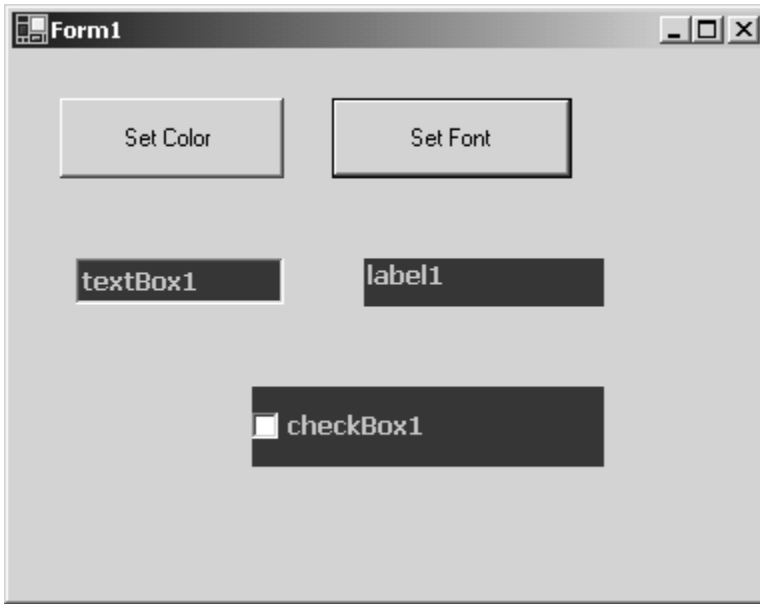 Form1
Set Color
Set Font
textBox1
label1
checkBox1